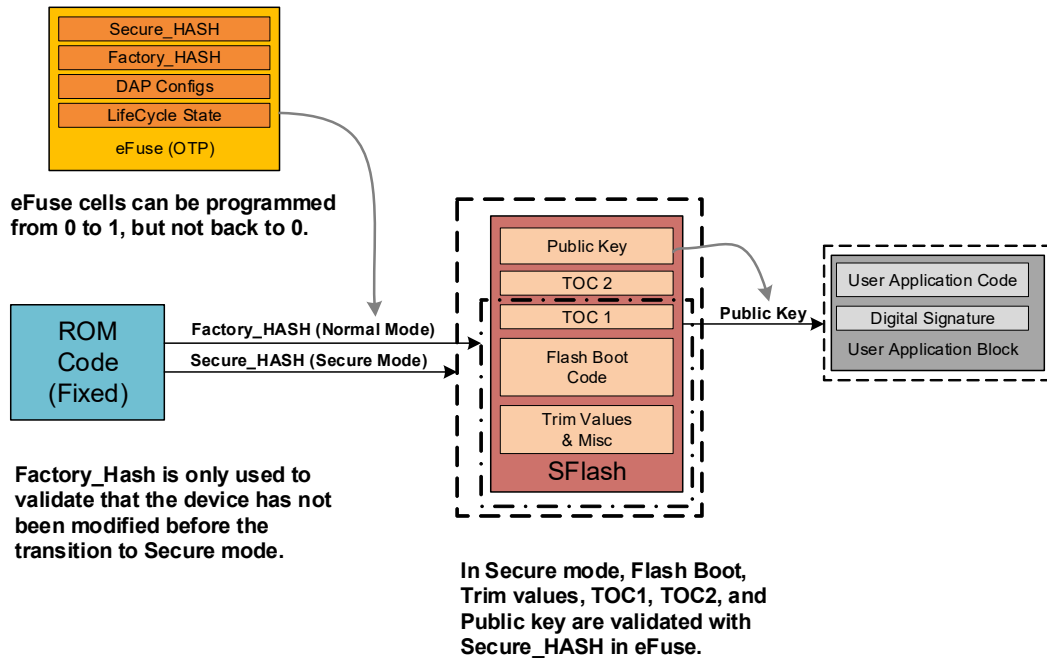 Secure_HASH
Factory_HASH
DAP Configs
LifeCycle State
eFuse (OTP)
eFuse cells can be programmed
from 0 to 1, but not back to 0.
ROM
Code
(Fixed)
Factory_HASH (Normal Mode)
Secure_HASH (Secure Mode)
Factory_Hash is only used to
validate that the device has not
been modified before the
transition to Secure mode.
Public Key
TOC 2
TOC 1
Flash Boot
Code
Trim Values
& Misc
SFlash
In Secure mode, Flash Boot,
Trim values, TOC1, TOC2, and
Public key are validated with
Secure_HASH in eFuse.
Public Key
User Application Code
Digital Signature
User Application Block